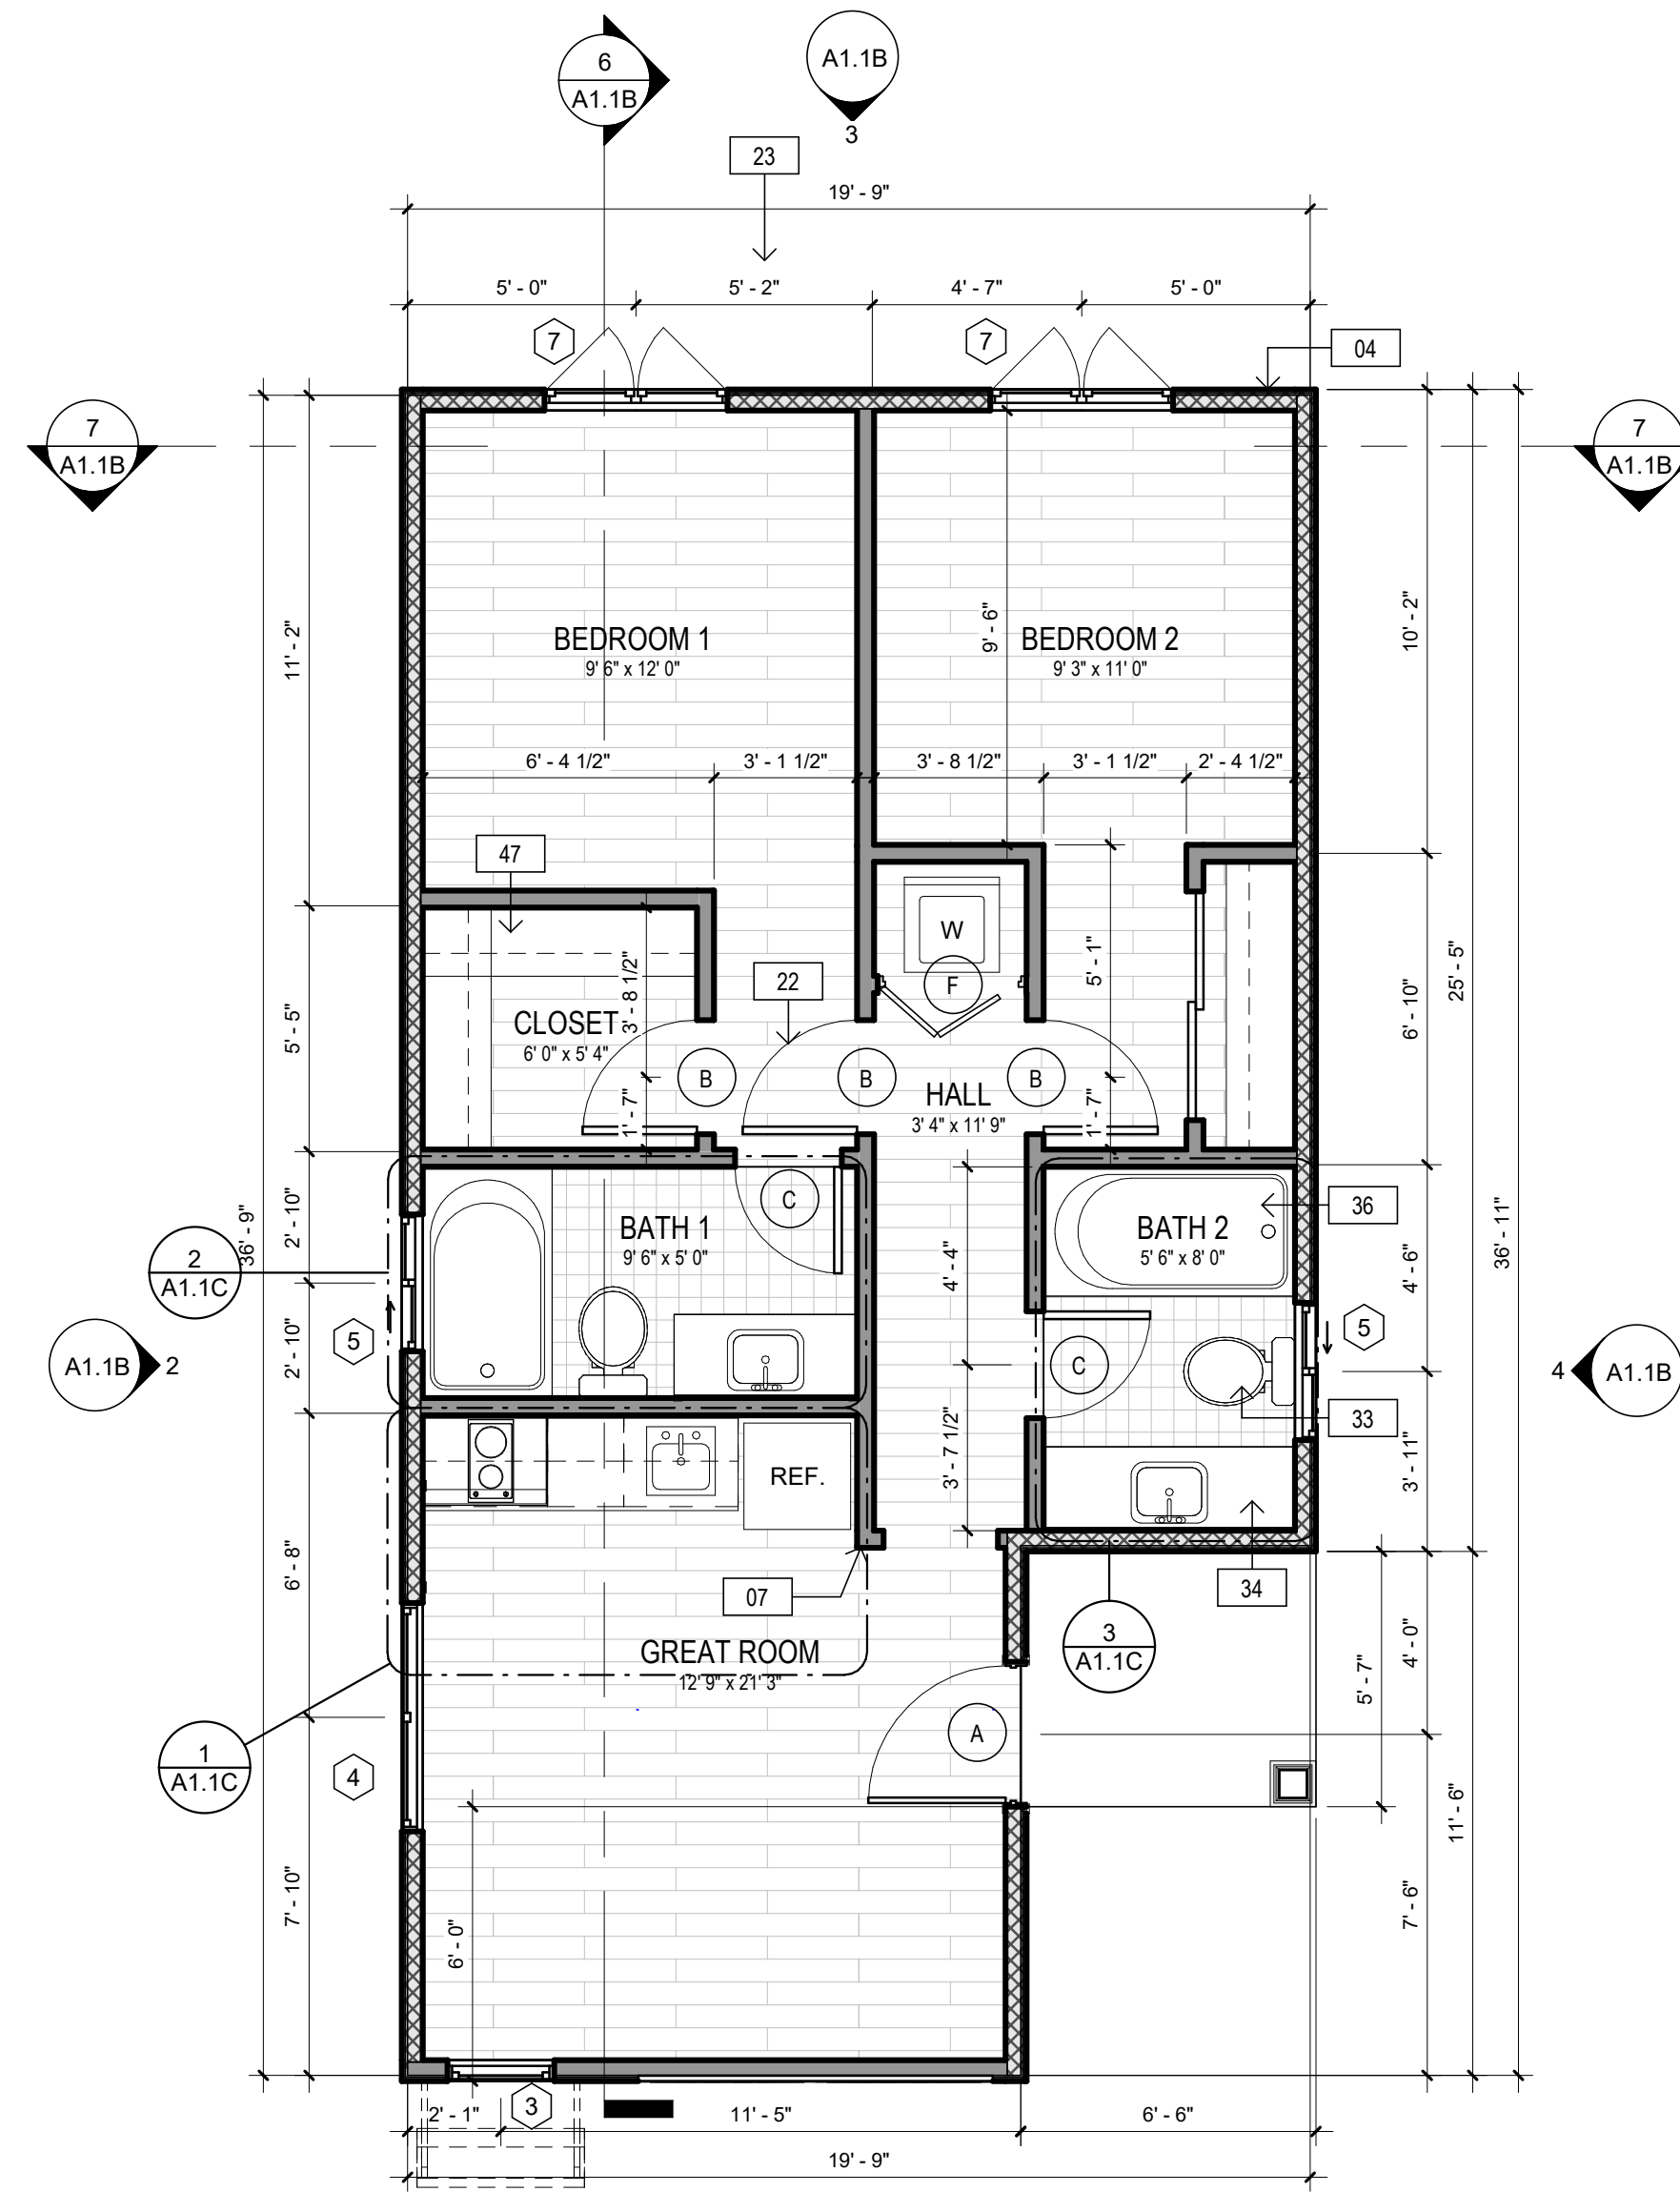 6
A1.1B
A1.1B
3
23
19' - 9"
5' - 0"
5' - 2"
4' - 7"
5' - 0"
7
7
04
7
A1.1B
7
A1.1B
11' - 2"
9' - 6"
10' - 2"
BEDROOM 1
9' 6" x 12' 0"
BEDROOM 2
9' 3" x 11' 0"
6' - 4 1/2"
3' - 1 1/2"
3' - 8 1/2"
3' - 1 1/2"
2' - 4 1/2"
47
W
F
22
5' - 1"
25' - 5"
6' - 10"
5' - 5"
3' - 8 1/2"
CLOSET
6' 0" x 5' 4"
B
B
B
HALL
3' 4" x 11' 9"
1' - 7"
1' - 7"
C
36
2' - 10"
36' - 9"
BATH 1
9' 6" x 5' 0"
BATH 2
5' 6" x 8' 0"
4' - 4"
4' - 6"
36' - 11"
2
A1.1C
5
5
2' - 10"
A1.1B
2
4
A1.1B
C
33
3' - 7 1/2"
3' - 11"
REF.
6' - 8"
07
34
GREAT ROOM
12' 9" x 21' 3"
3
A1.1C
4' - 0"
5' - 7"
A
1
A1.1C
4
11' - 6"
7' - 10"
6' - 0"
7' - 6"
2' - 1"
3
11' - 5"
6' - 6"
19' - 9"